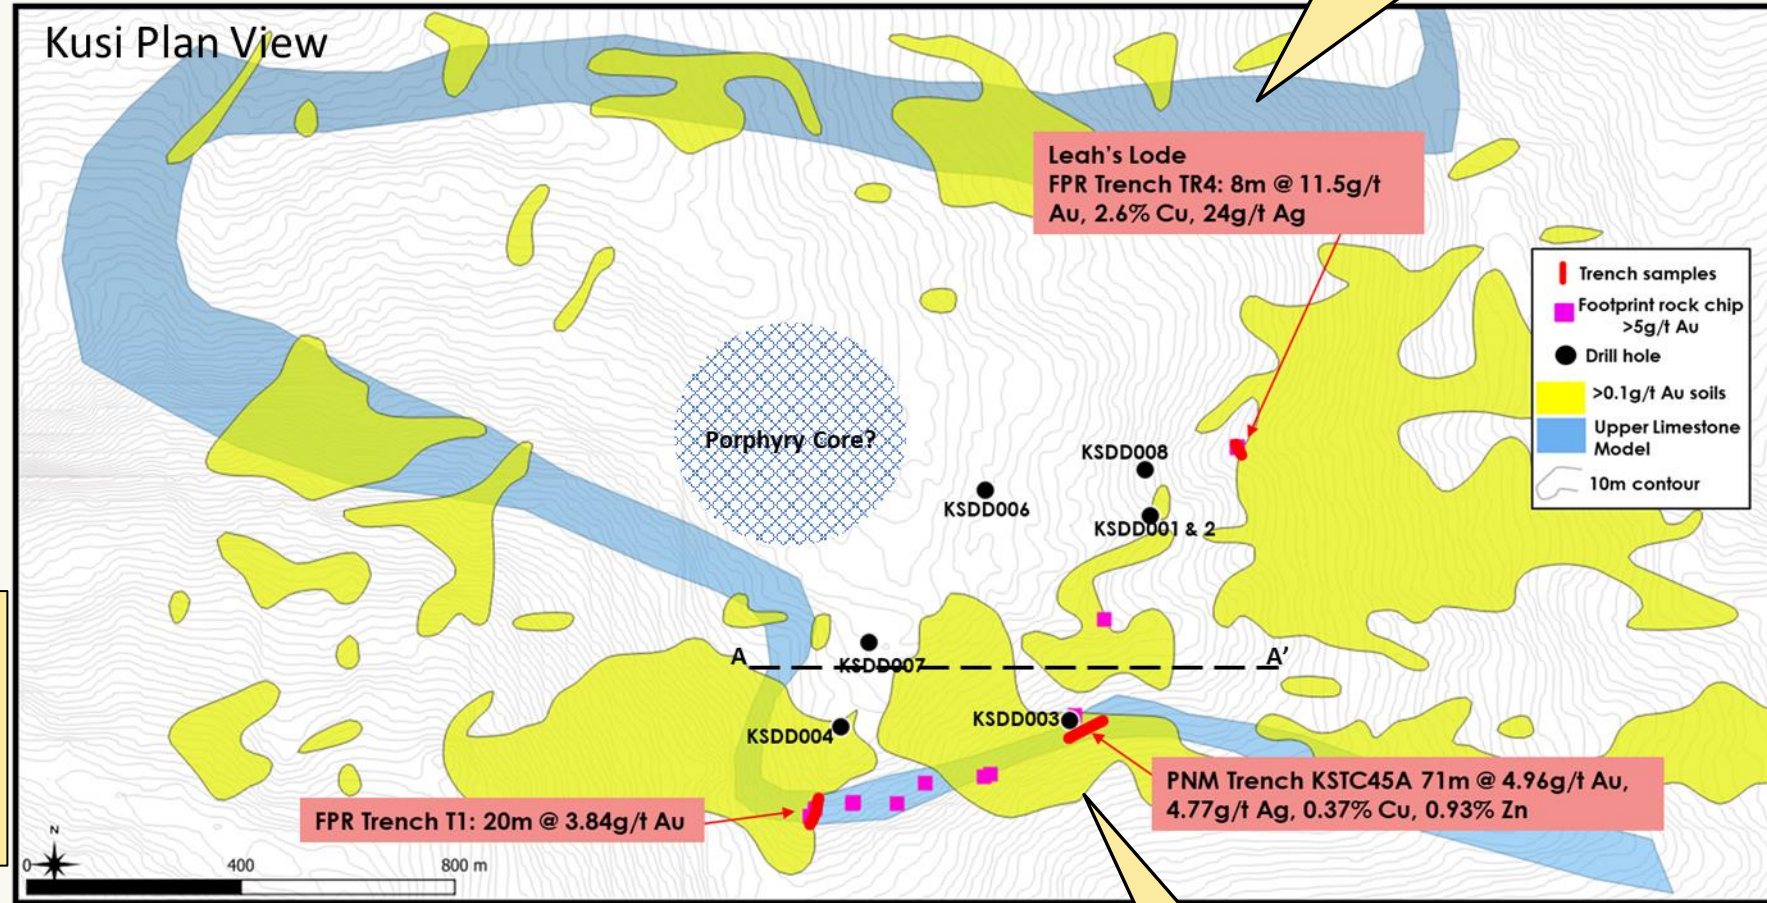 Kusi Plan View
Leah's Lode
FPR Trench TR4: 8m @ 11.5g/t
Au, 2.6% Cu, 24g/t Ag
Trench samples
Footprint rock chip
>5g/t Au
Drill hole
>0.1g/t Au soils
Upper Limestone
Model
10m contour
Porphyry Core?
KSDD008
KSDD006
KSDD001 & 2
A
A'
KSDD007
KSDD003
KSDD004
PNM Trench KSTC45A 71m @ 4.96g/t Au,
4.77g/t Ag, 0.37% Cu, 0.93% Zn
FPR Trench T1: 20m @ 3.84g/t Au
N
0 400 800 m